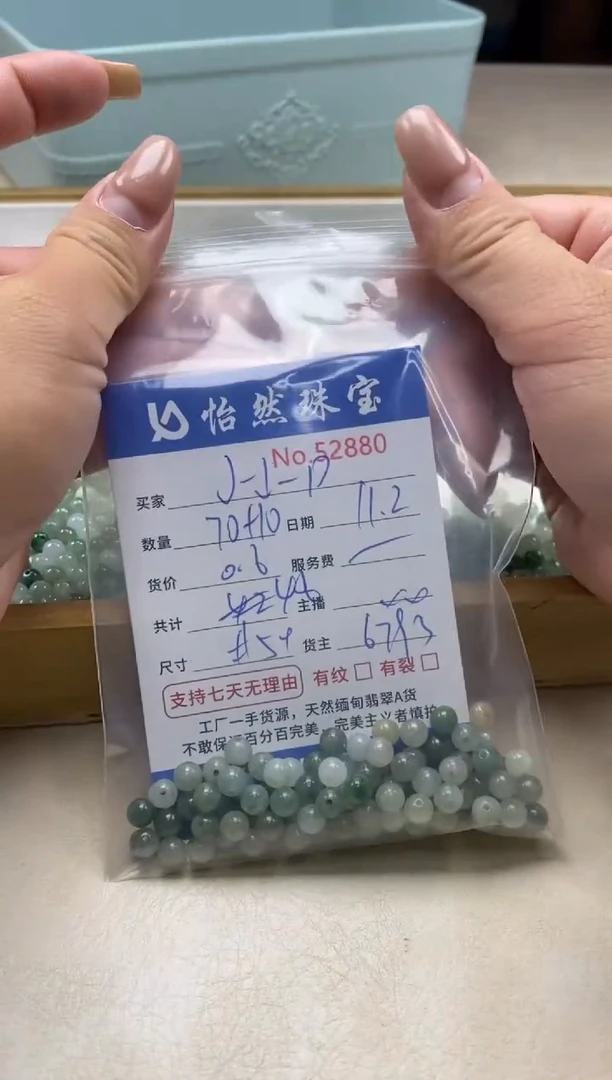 怡然珠宝
No.52880
买家 J-J-17
数量 70+10 日期 11.2
货价 0.6 服务费
共计 主播
尺寸 货主 6793
支持七天无理由 有纹 有裂
工厂一手货源,天然缅甸翡翠A货
不敢保证百分百完美,完美主义者慎拍